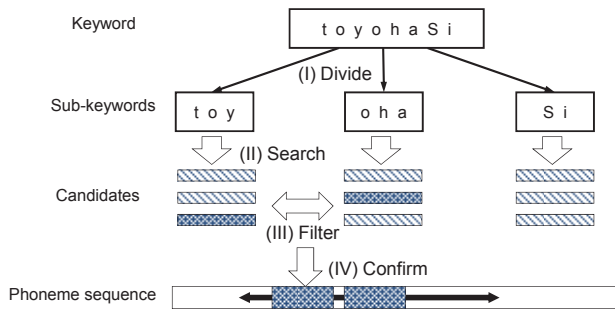 Keyword
t o y o h a S i
(I) Divide
Sub-keywords
t o y
o h a
S i
(II) Search
Candidates
(III) Filter
(IV) Confirm
Phoneme sequence